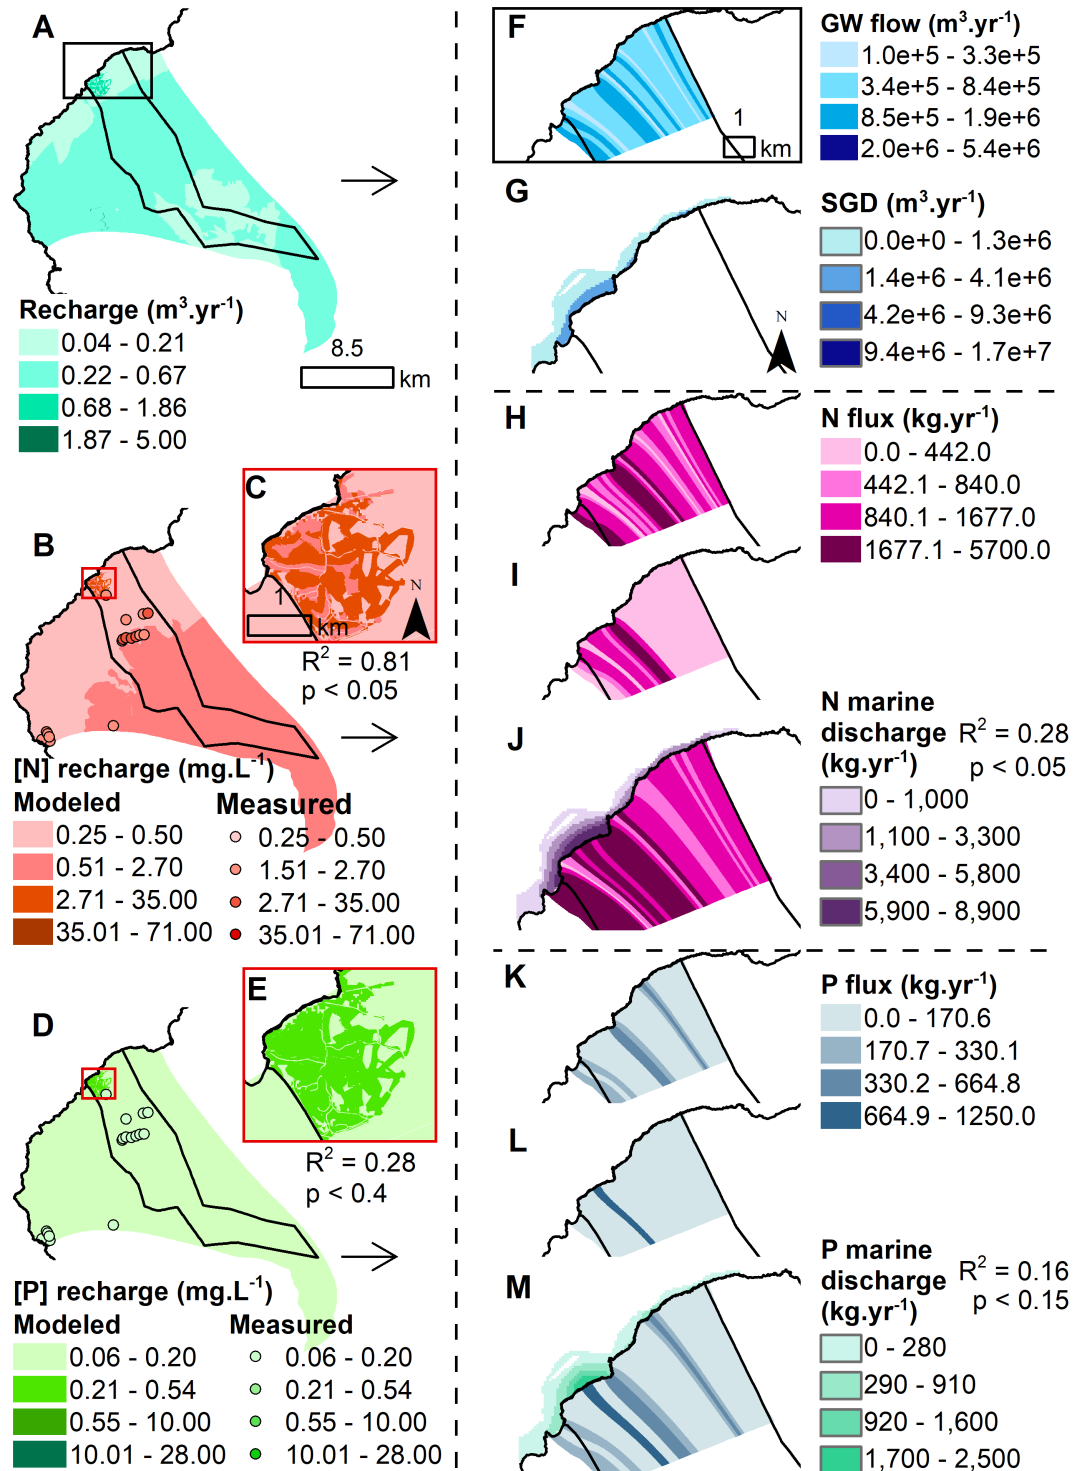 A
Recharge (m³.yr⁻¹)
0.04 - 0.21
0.22 - 0.67
0.68 - 1.86
1.87 - 5.00
8.5
km
B
C
N
1
km
R² = 0.81
p < 0.05
[N] recharge (mg.L⁻¹)
Modeled
0.25 - 0.50
0.51 - 2.70
2.71 - 35.00
35.01 - 71.00
Measured
0.25 - 0.50
1.51 - 2.70
2.71 - 35.00
35.01 - 71.00
D
E
R² = 0.28
p < 0.4
[P] recharge (mg.L⁻¹)
Modeled
0.06 - 0.20
0.21 - 0.54
0.55 - 10.00
10.01 - 28.00
Measured
0.06 - 0.20
0.21 - 0.54
0.55 - 10.00
10.01 - 28.00
F
1
km
GW flow (m³.yr⁻¹)
1.0e+5 - 3.3e+5
3.4e+5 - 8.4e+5
8.5e+5 - 1.9e+6
2.0e+6 - 5.4e+6
G
N
SGD (m³.yr⁻¹)
0.0e+0 - 1.3e+6
1.4e+6 - 4.1e+6
4.2e+6 - 9.3e+6
9.4e+6 - 1.7e+7
H
N flux (kg.yr⁻¹)
0.0 - 442.0
442.1 - 840.0
840.1 - 1677.0
1677.1 - 5700.0
I
J
N marine
discharge
(kg.yr⁻¹)
R² = 0.28
p < 0.05
0 - 1,000
1,100 - 3,300
3,400 - 5,800
5,900 - 8,900
K
P flux (kg.yr⁻¹)
0.0 - 170.6
170.7 - 330.1
330.2 - 664.8
664.9 - 1250.0
L
M
P marine
discharge
(kg.yr⁻¹)
R² = 0.16
p < 0.15
0 - 280
290 - 910
920 - 1,600
1,700 - 2,500